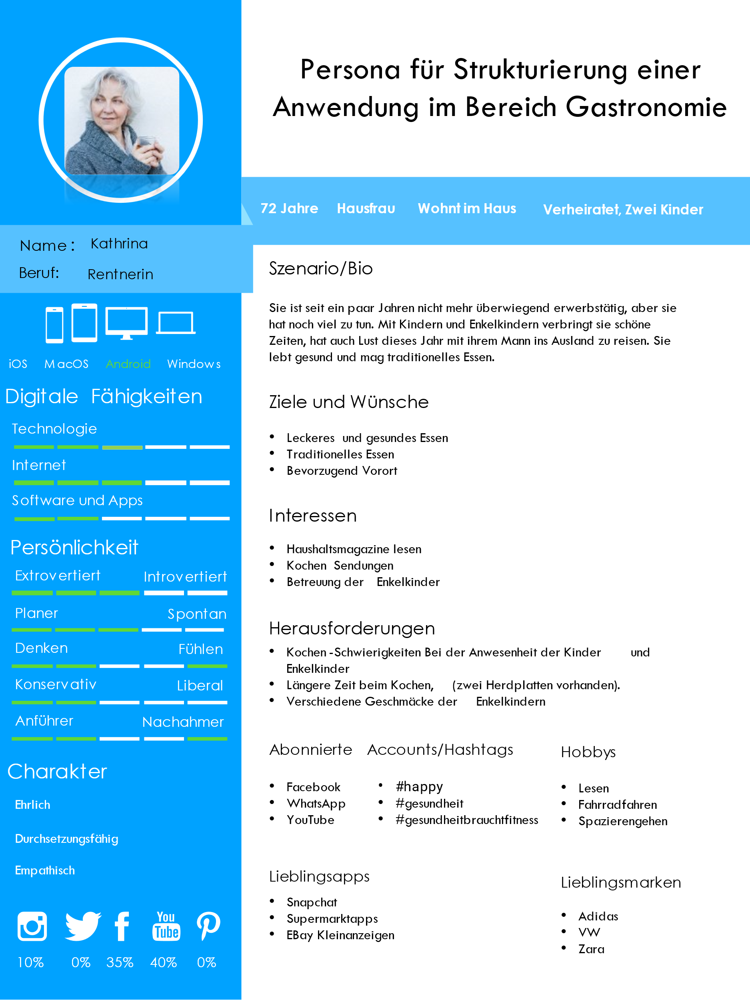 Persona für Strukturierung einer
Anwendung im Bereich Gastronomie
72 Jahre Hausfrau Wohnt im Haus Verheiratet, Zwei Kinder
Name : Kathrina
Beruf: Rentnerin
iOS MacOS Android Windows
Digitale Fähigkeiten
Technologie
Internet
Software und Apps
Persönlichkeit
Extrovertiert Introvertiert
Planer Spontan
Denken Fühlen
Konservativ Liberal
Anführer Nachahmer
Charakter
Ehrlich
Durchsetzungsfähig
Empathisch
You
Tube
10% 0% 35% 40% 0%
Szenario/Bio
Sie ist seit ein paar Jahren nicht mehr überwiegend erwerbstätig, aber sie
hat noch viel zu tun. Mit Kindern und Enkelkindern verbringt sie schöne
Zeiten, hat auch Lust dieses Jahr mit ihrem Mann ins Ausland zu reisen. Sie
lebt gesund und mag traditionelles Essen.
Ziele und Wünsche
• Leckeres und gesundes Essen
• Traditionelles Essen
• Bevorzugend Vorort
Interessen
• Haushaltsmagazine lesen
• Kochen Sendungen
• Betreuung der Enkelkinder
Herausforderungen
• Kochen -Schwierigkeiten Bei der Anwesenheit der Kinder und
Enkelkinder
• Längere Zeit beim Kochen, (zwei Herdplatten vorhanden).
• Verschiedene Geschmäcke der Enkelkindern
Abonnierte Accounts/Hashtags
• Facebook • #happy
• WhatsApp • #gesundheit
• YouTube • #gesundheitbrauchtfitness
Hobbys
• Lesen
• Fahrradfahren
• Spazierengehen
Lieblingsapps
• Snapchat
• Supermarktapps
• EBay Kleinanzeigen
Lieblingsmarken
• Adidas
• VW
• Zara